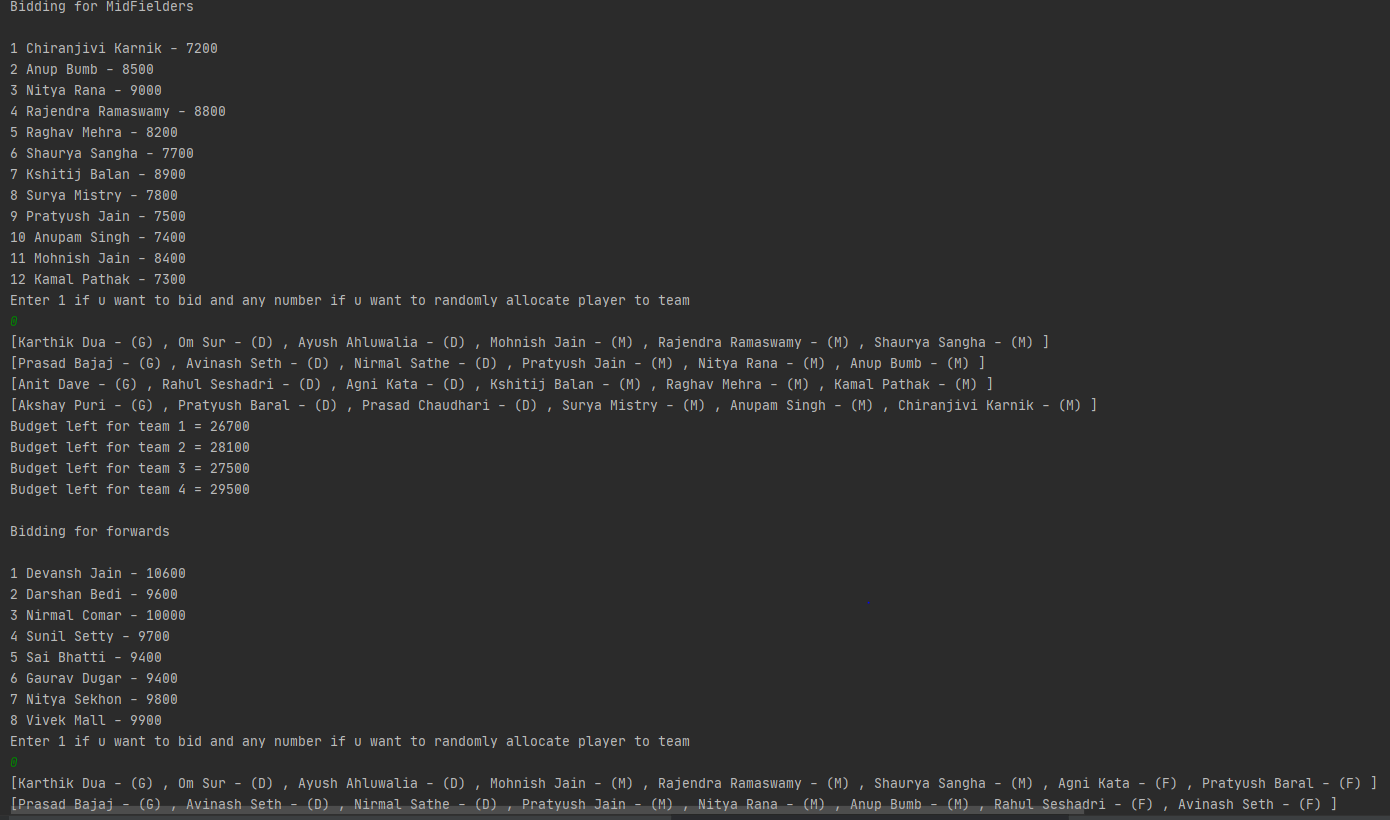 Bidding for MidFielders
1 Chiranjivi Karnik - 7200
2 Anup Bumb - 8500
3 Nitya Rana - 9000
4 Rajendra Ramaswamy - 8800
5 Raghav Mehra - 8200
6 Shaurya Sangha - 7700
7 Kshitij Balan - 8900
8 Surya Mistry - 7800
9 Pratyush Jain - 7500
10 Anupam Singh - 7400
11 Mohnish Jain - 8400
12 Kamal Pathak - 7300
Enter 1 if u want to bid and any number if u want to randomly allocate player to team
0
[Karthik Dua - (G) , Om Sur - (D) , Ayush Ahluwalia - (D) , Mohnish Jain - (M) , Rajendra Ramaswamy - (M) , Shaurya Sangha - (M) ]
[Prasad Bajaj - (G) , Avinash Seth - (D) , Nirmal Sathe - (D) , Pratyush Jain - (M) , Nitya Rana - (M) , Anup Bumb - (M) ]
[Anit Dave - (G) , Rahul Seshadri - (D) , Agni Kata - (D) , Kshitij Balan - (M) , Raghav Mehra - (M) , Kamal Pathak - (M) ]
[Akshay Puri - (G) , Pratyush Baral - (D) , Prasad Chaudhari - (D) , Surya Mistry - (M) , Anupam Singh - (M) , Chiranjivi Karnik - (M) ]
Budget left for team 1 = 26700
Budget left for team 2 = 28100
Budget left for team 3 = 27500
Budget left for team 4 = 29500
Bidding for forwards
1 Devansh Jain - 10600
2 Darshan Bedi - 9600
3 Nirmal Comar - 10000
4 Sunil Setty - 9700
5 Sai Bhatti - 9400
6 Gaurav Dugar - 9400
7 Nitya Sekhon - 9800
8 Vivek Mall - 9900
Enter 1 if u want to bid and any number if u want to randomly allocate player to team
0
[Karthik Dua - (G) , Om Sur - (D) , Ayush Ahluwalia - (D) , Mohnish Jain - (M) , Rajendra Ramaswamy - (M) , Shaurya Sangha - (M) , Agni Kata - (F) , Pratyush Baral - (F) ]
[Prasad Bajaj - (G) , Avinash Seth - (D) , Nirmal Sathe - (D) , Pratyush Jain - (M) , Nitya Rana - (M) , Anup Bumb - (M) , Rahul Seshadri - (F) , Avinash Seth - (F) ]